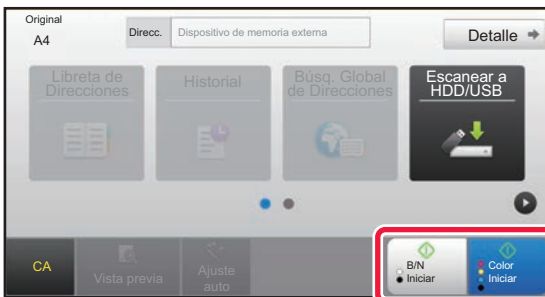 Original
A4
Direcc.
Dispositivo de memoria externa
Detalle
Libreta de
Direcciones
Historial
Búsq. Global
de Direcciones
Escanear a
HDD/USB
CA
Vista previa
Ajuste
auto
B/N
Iniciar
Color
Iniciar